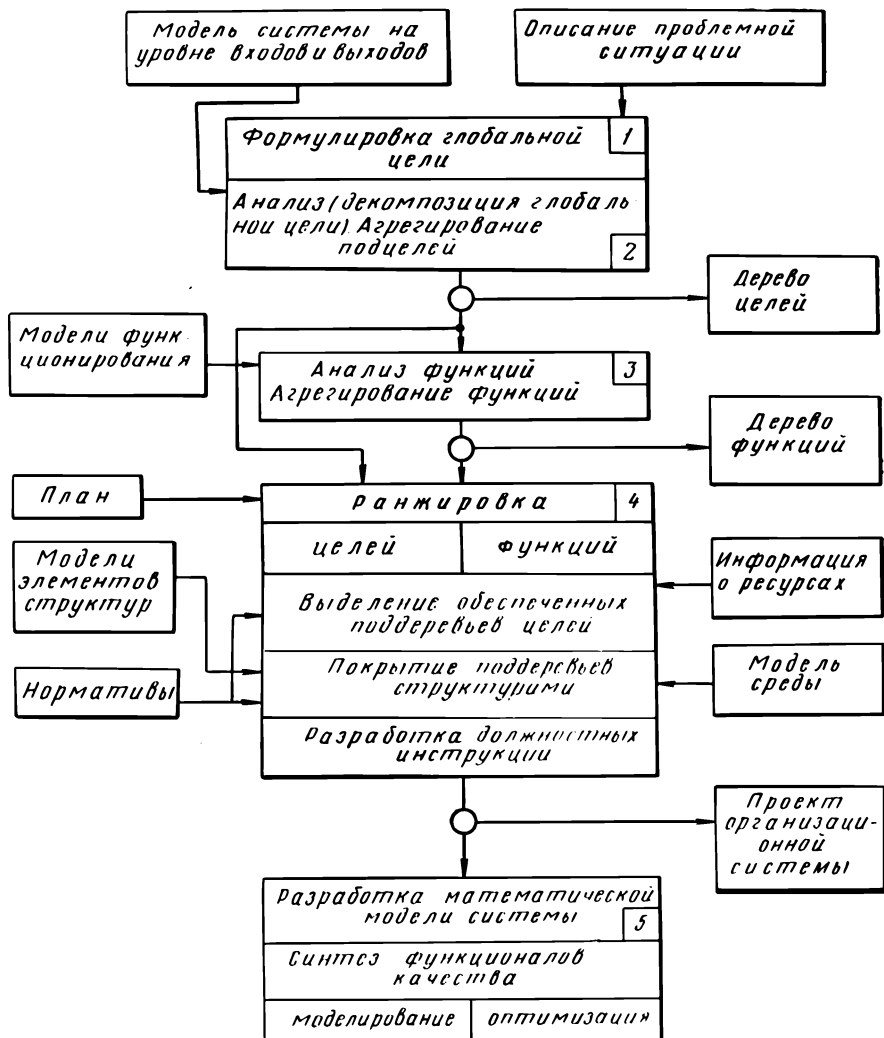 Модель системы на
уровне входов и выходов
Описание проблемной
ситуации
Формулировка глобальной
цели
1
Анализ (декомпозиция глобаль
ной цели). Агрегирование
подцелей
2
Дерево
целей
Модели функ-
ционирования
Анализ функций
Агрегирование функций
3
Дерево
функций
План
Ранжировка
4
целей
функций
Модели
элементов
структур
Информация
о ресурсах
Выделение обеспеченных
поддеревьев целей
Нормативы
Покрытие поддеревьев
структурими
Модель
среды
Разработка должностных
инструкции
Проект
организаци-
онной
системы
Разработка математической
модели системы
5
Синтез функционалов
качества
моделирование
оптимизация